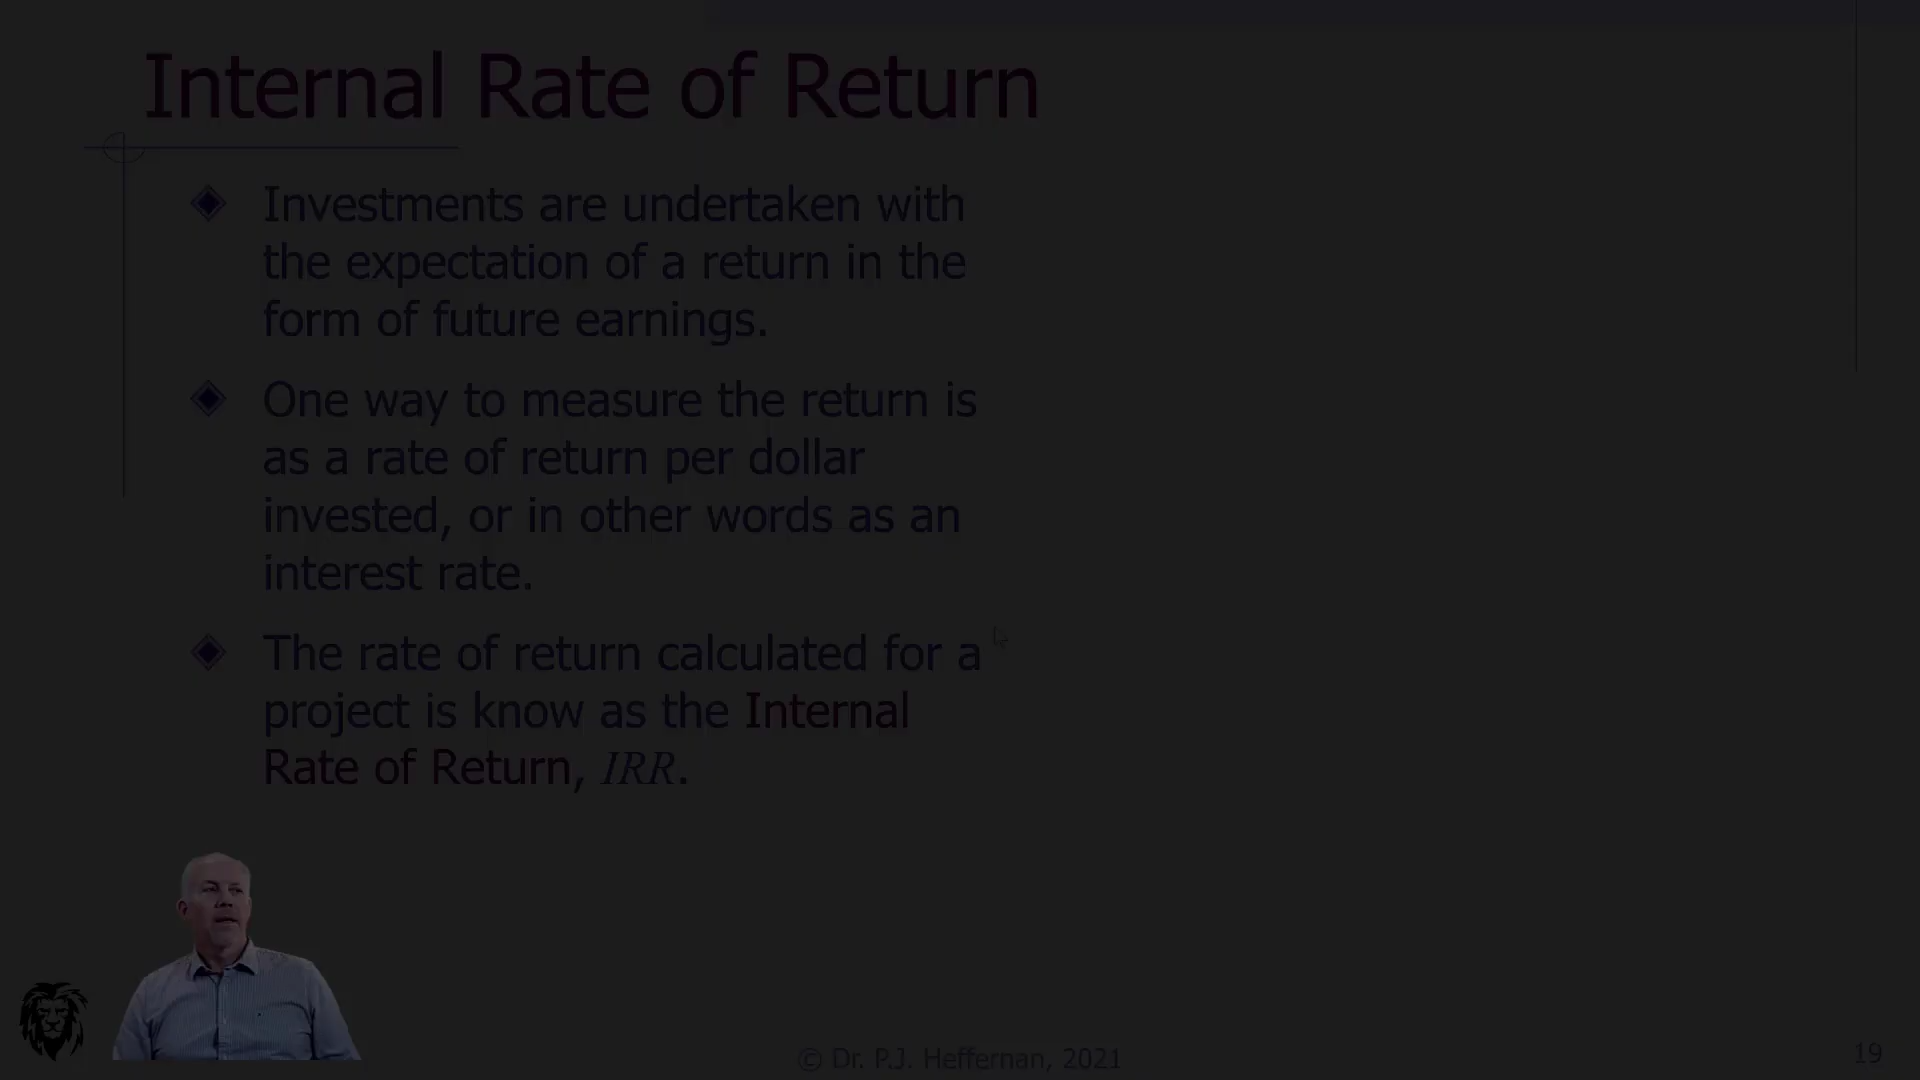 Internal Rate of Return
Investments are undertaken with
the expectation of a return in the
form of future earnings.
One way to measure the return is
as a rate of return per dollar
invested, or in other words as an
interest rate.
The rate of return calculated for a
project is know as the Internal
Rate of Return, IRR.
© Dr. P.J. Heffernan, 2021
19